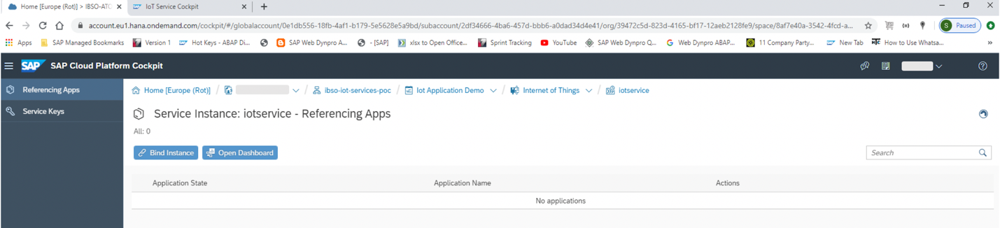 Home [Europe (Rot)] > IBSO-ATC × IoT Service Cockpit × +
account.eu1.hana.ondemand.com/cockpit/#/globalaccount/0e1db556-18fb-4af1-b179-5e5628e5a9bd/subaccount/2df34666-4ba6-457d-bbb6-a0dad34d4e41/org/39472c5d-823d-4165-bf17-12aeb2128fe9/space/8af7e40a-3542-4fcd-a... S Paused
Apps SAP Managed Bookmarks Version 1 Hot Keys - ABAP Di... SAP Web Dynpro A... - [SAP] xlsx to Open Office... Sprint Tracking YouTube SAP Web Dynpro Q... Web Dynpro ABAP... 11 Company Party... New Tab How to Use Whatsa... »
SAP SAP Cloud Platform Cockpit
Referencing Apps
Service Keys
Home [Europe (Rot)] / / ibso-iot-services-poc / Iot Application Demo / Internet of Things / iotservice
Service Instance: iotservice - Referencing Apps
All: 0
Bind Instance Open Dashboard Search
Application State Application Name Actions
No applications